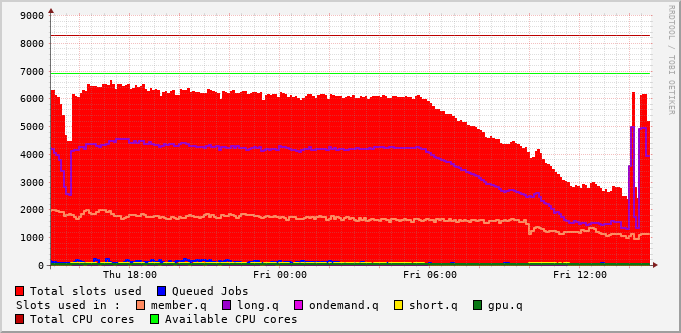 9000
8000
7000
6000
5000
4000
3000
2000
1000
0
Thu 18:00 Fri 00:00 Fri 06:00 Fri 12:00
RRDTOOL / TOBI OETIKER
Total slots used Queued Jobs
Slots used in : member.q long.q ondemand.q short.q gpu.q
Total CPU cores Available CPU cores